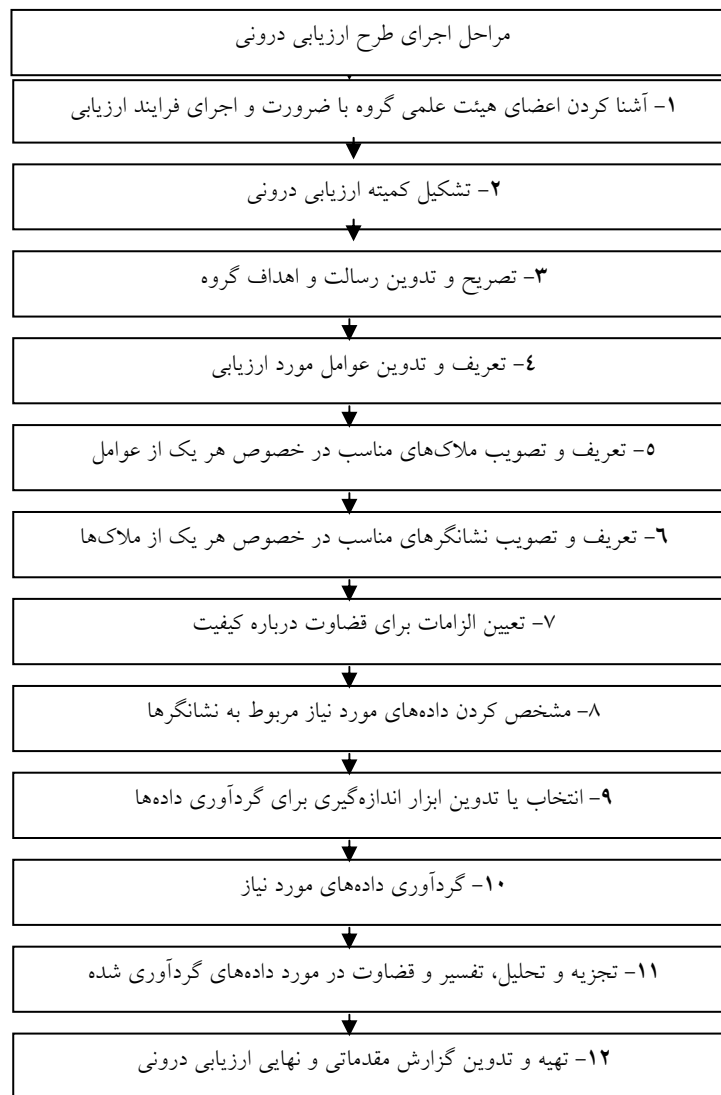 مراحل اجرای طرح ارزیابی درونی
۱- آشنا کردن اعضای هیئت علمی گروه با ضرورت و اجرای فرایند ارزیابی
۲- تشکیل کمیته ارزیابی درونی
۳- تصریح و تدوین رسالت و اهداف گروه
٤- تعریف و تدوین عوامل مورد ارزیابی
٥- تعریف و تصویب ملاک‌های مناسب در خصوص هر یک از عوامل
٦- تعریف و تصویب نشانگرهای مناسب در خصوص هر یک از ملاک‌ها
۷- تعیین الزامات برای قضاوت درباره کیفیت
۸- مشخص کردن داده‌های مورد نیاز مربوط به نشانگرها
۹- انتخاب یا تدوین ابزار اندازه‌گیری برای گردآوری داده‌ها
۱۰- گردآوری داده‌های مورد نیاز
۱۱- تجزیه و تحلیل، تفسیر و قضاوت در مورد داده‌های گردآوری شده
۱۲- تهیه و تدوین گزارش مقدماتی و نهایی ارزیابی درونی